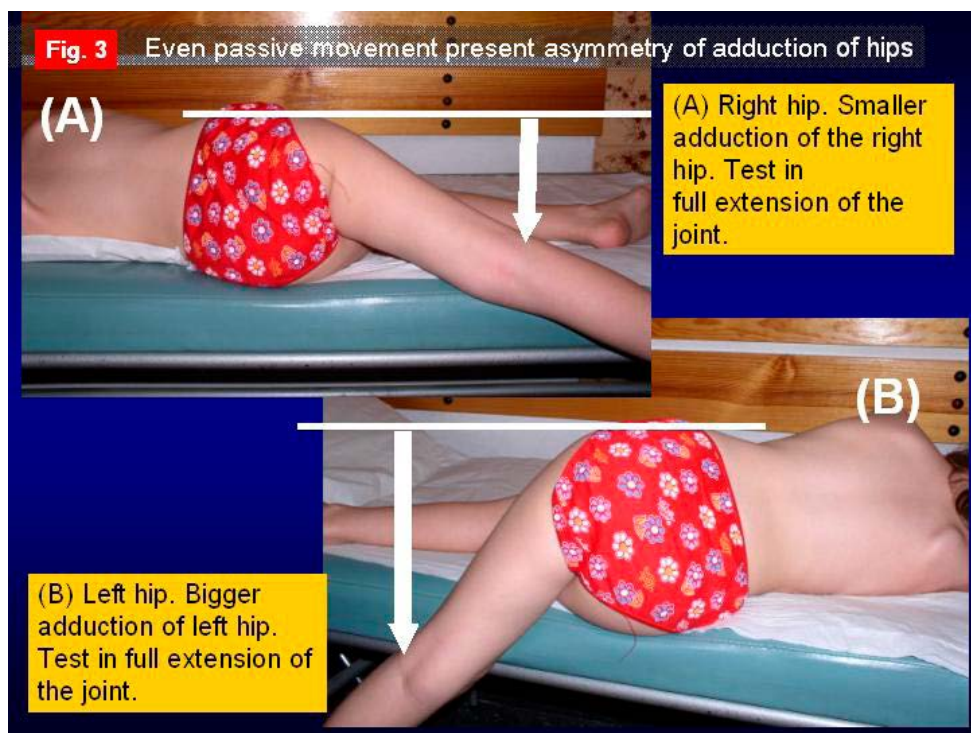 Fig. 3 Even passive movement present asymmetry of adduction of hips
(A)
(A) Right hip. Smaller
adduction of the right
hip. Test in
full extension of the
joint.
(B)
(B) Left hip. Bigger
adduction of left hip.
Test in full extension of
the joint.